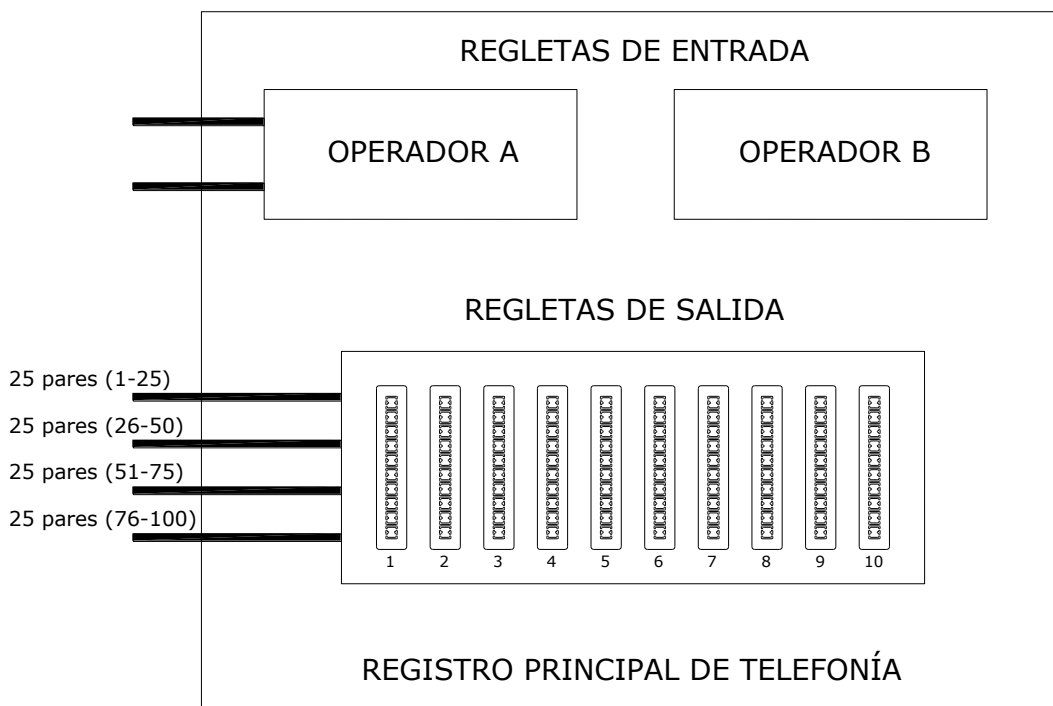 REGLETAS DE ENTRADA
OPERADOR A
OPERADOR B
REGLETAS DE SALIDA
25 pares (1-25)
25 pares (26-50)
25 pares (51-75)
25 pares (76-100)
1 2 3 4 5 6 7 8 9 10
REGISTRO PRINCIPAL DE TELEFONÍA